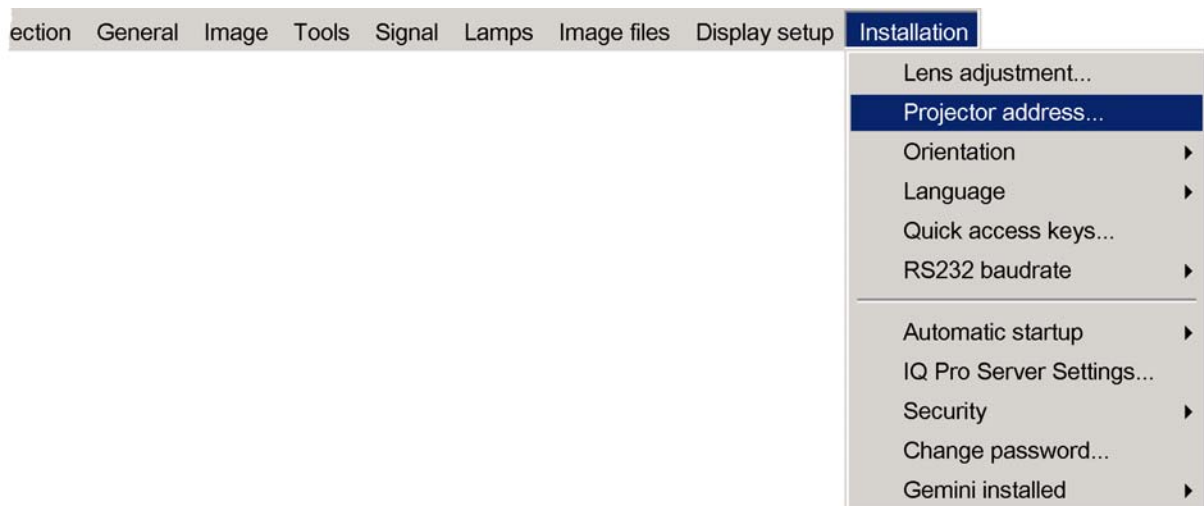 ection General Image Tools Signal Lamps Image files Display setup Installation
Lens adjustment...
Projector address...
Orientation
Language
Quick access keys...
RS232 baudrate
Automatic startup
IQ Pro Server Settings...
Security
Change password...
Gemini installed